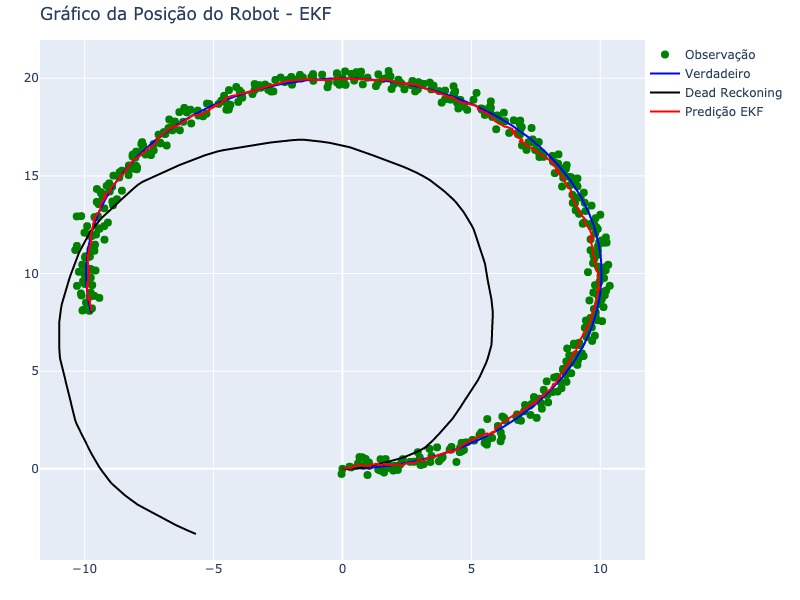 Gráfico da Posição do Robot - EKF
Observação
Verdadeiro
Dead Reckoning
Predição EKF
20
15
10
5
0
−10
−5
0
5
10